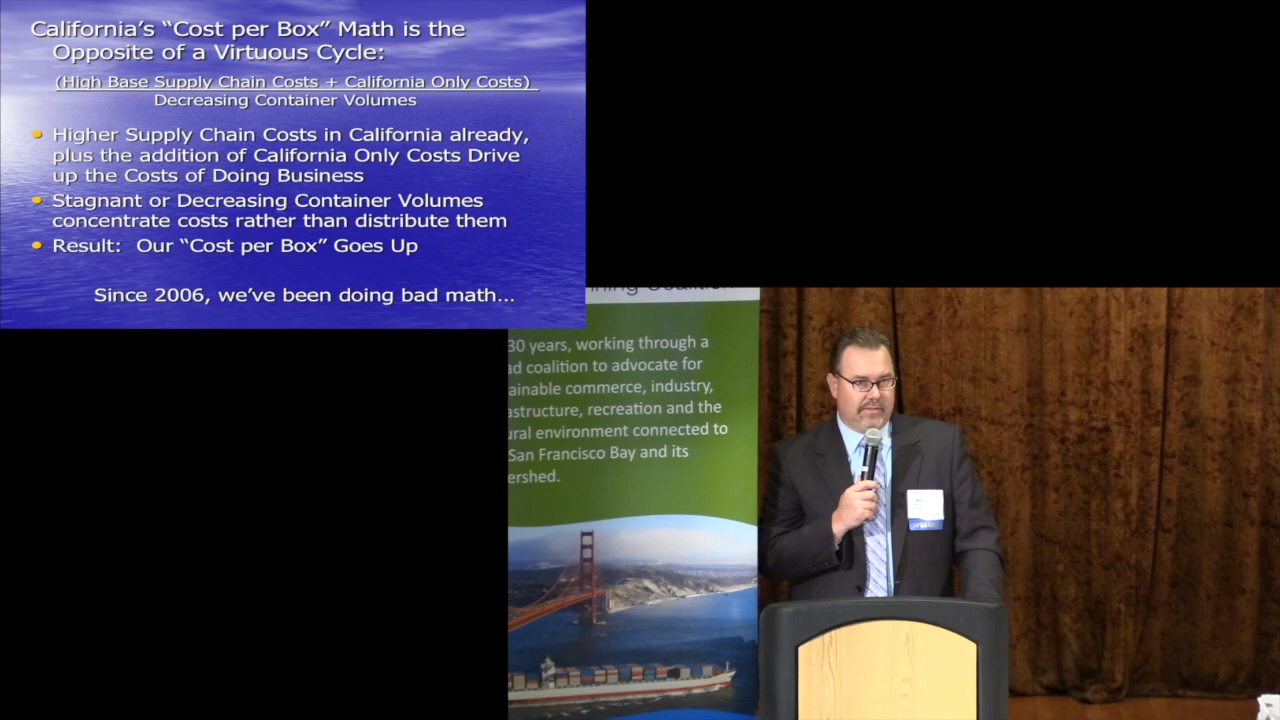 California's “Cost per Box” Math is the
Opposite of a Virtuous Cycle:
(High Base Supply Chain Costs + California Only Costs)
Decreasing Container Volumes
Higher Supply Chain Costs in California already,
plus the addition of California Only Costs Drive
up the Costs of Doing Business
Stagnant or Decreasing Container Volumes
concentrate costs rather than distribute them
Result: Our “Cost per Box” Goes Up
Since 2006, we've been doing bad math...
30 years, working through a
ad coalition to advocate for
ainable commerce, industry,
astructure, recreation and the
ural environment connected to
San Francisco Bay and its
ershed.